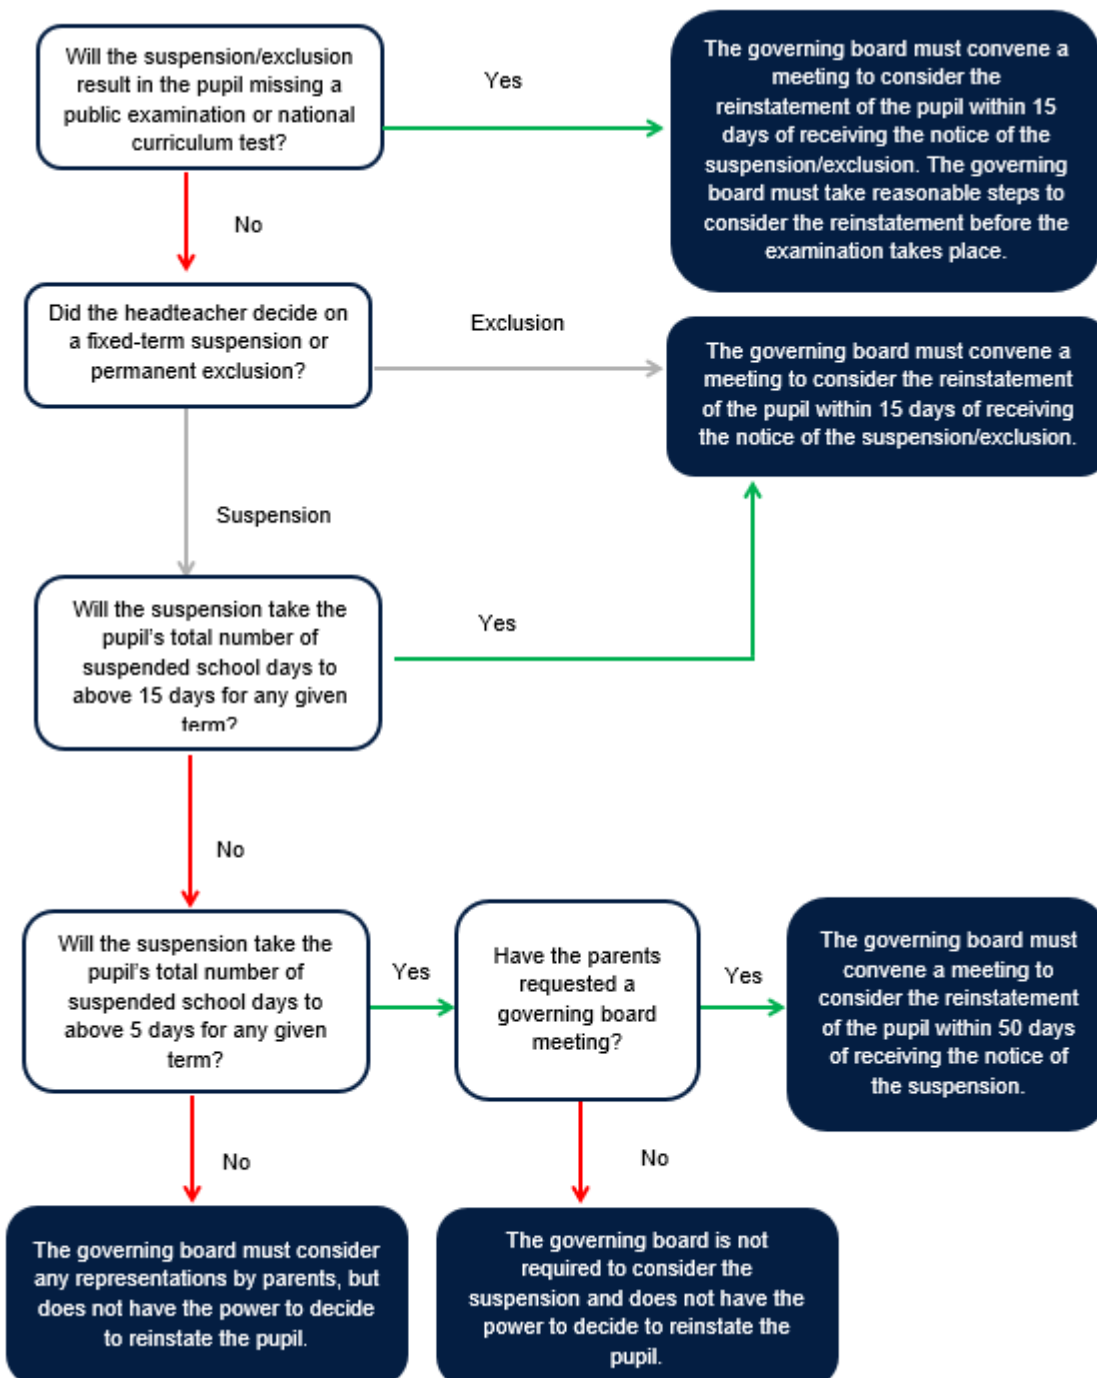 Will the suspension/exclusion
result in the pupil missing a
public examination or national
curriculum test?
Yes
The governing board must convene a
meeting to consider the
reinstatement of the pupil within 15
days of receiving the notice of the
suspension/exclusion. The governing
board must take reasonable steps to
consider the reinstatement before the
examination takes place.
No
Did the headteacher decide on
a fixed-term suspension or
permanent exclusion?
Exclusion
The governing board must convene a
meeting to consider the reinstatement
of the pupil within 15 days of receiving
the notice of the suspension/exclusion.
Suspension
Will the suspension take the
pupil's total number of
suspended school days to
above 15 days for any given
term?
Yes
No
Will the suspension take the
pupil's total number of
suspended school days to
above 5 days for any given
term?
Yes
Have the parents
requested a
governing board
meeting?
Yes
The governing board must
convene a meeting to
consider the reinstatement
of the pupil within 50 days
of receiving the notice of
the suspension.
No
The governing board must consider
any representations by parents, but
does not have the power to decide
to reinstate the pupil.
No
The governing board is not
required to consider the
suspension and does not have the
power to decide to reinstate the
pupil.